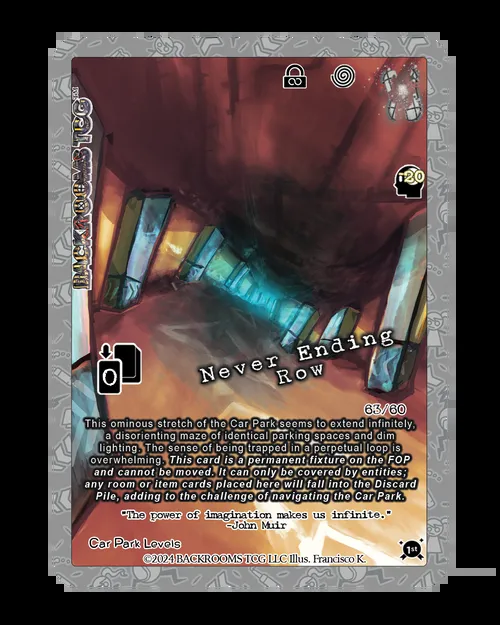 BACKROOMS TCG™
20
Never Ending
Row
0
63/60
This ominous stretch of the Car Park seems to extend infinitely,
a disorienting maze of identical parking spaces and dim
lighting. The sense of being trapped in a perpetual loop is
overwhelming. This card is a permanent fixture on the FOP
and cannot be moved. It can only be covered by entities;
any room or item cards placed here will fall into the Discard
Pile, adding to the challenge of navigating the Car Park.
"The power of imagination makes us infinite."
-John Muir
Car Park Levels
1st
©2024 BACKROOMS TCG LLC Illus. Francisco K.